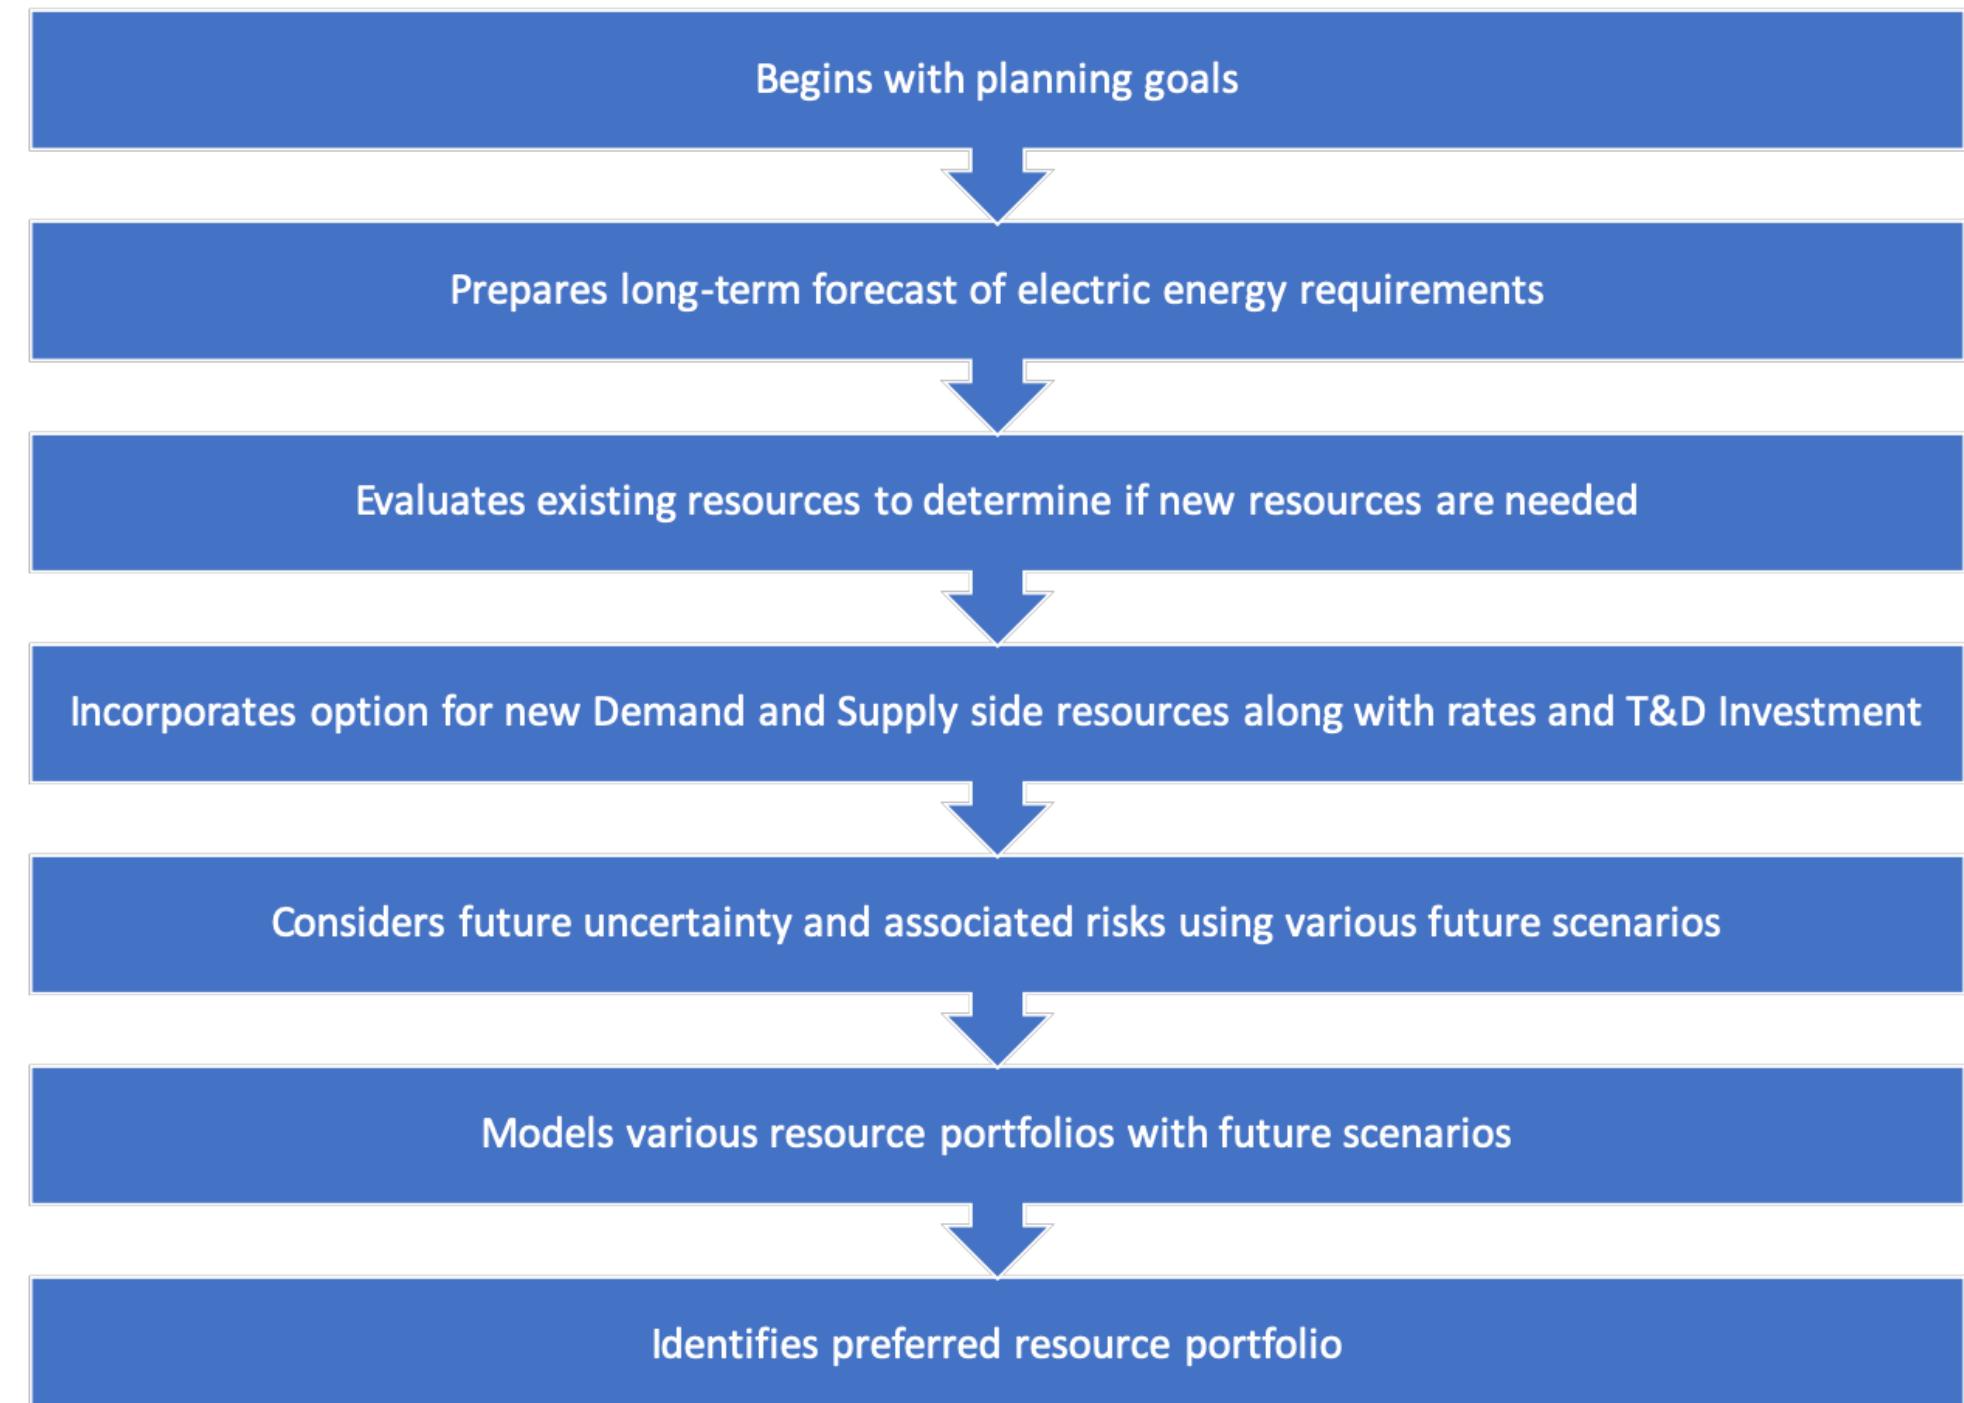 Begins with planning goals
Prepares long-term forecast of electric energy requirements
Evaluates existing resources to determine if new resources are needed
Incorporates option for new Demand and Supply side resources along with rates and T&D Investment
Considers future uncertainty and associated risks using various future scenarios
Models various resource portfolios with future scenarios
Identifies preferred resource portfolio